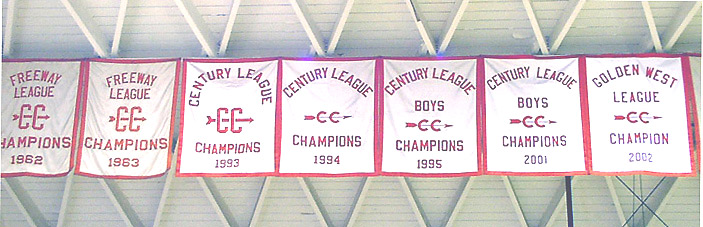 FREEWAY
LEAGUE
CC
CHAMPIONS
1962
FREEWAY
LEAGUE
CC
CHAMPIONS
1963
CENTURY LEAGUE
CC
CHAMPIONS
1993
CENTURY LEAGUE
CC
CHAMPIONS
1994
CENTURY LEAGUE
BOYS
CC
CHAMPIONS
1995
CENTURY LEAGUE
BOYS
CC
CHAMPIONS
2001
GOLDEN WEST
LEAGUE
CC
CHAMPION
2002